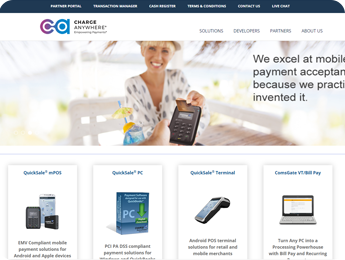 PARTNER PORTAL TRANSACTION MANAGER CASH REGISTER TERMS & CONDITIONS CONTACT US LIVE CHAT
CHARGE
ANYWHERE®
Empowering Payments®
SOLUTIONS DEVELOPERS PARTNERS ABOUT US
We excel at mobile
payment acceptan
because we practi
invented it.
QuickSale® mPOS
EMV Compliant mobile
payment solutions for
Android and Apple devices
QuickSale® PC
PCI PA DSS compliant
payment solutions for
Windows and QuickBooks
QuickSale® Terminal
Android POS terminal
solutions for retail and
mobile merchants
ComsGate VT/Bill Pay
Turn Any PC into a
Processing Powerhouse
with Bill Pay and Recurring